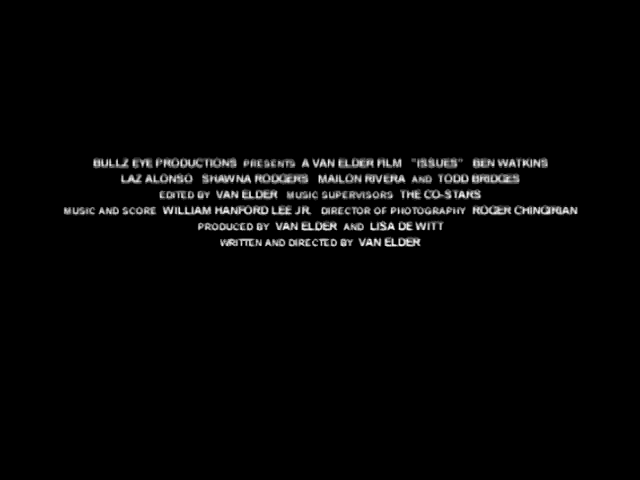 BULLZ EYE PRODUCTIONS PRESENTS A VAN ELDER FILM "ISSUES" BEN WATKINS
LAZ ALONSO SHAWNA RODGERS MAILON RIVERA AND TODD BRIDGES
EDITED BY VAN ELDER MUSIC SUPERVISORS THE CO-STARS
MUSIC AND SCORE WILLIAM HANFORD LEE JR. DIRECTOR OF PHOTOGRAPHY ROGER CHINGIRIAN
PRODUCED BY VAN ELDER AND LISA DE WITT
WRITTEN AND DIRECTED BY VAN ELDER